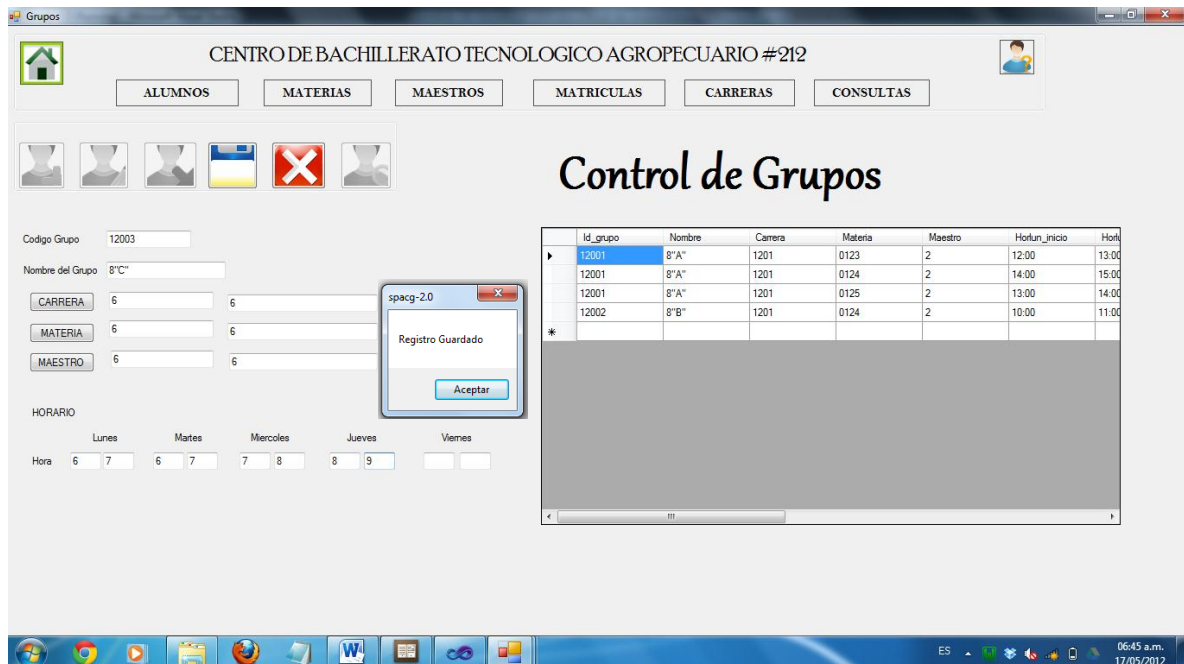 Grupos
CENTRO DE BACHILLERATO TECNOLOGICO AGROPECUARIO #212
ALUMNOS MATERIAS MAESTROS MATRICULAS CARRERAS CONSULTAS
Control de Grupos
Codigo Grupo 12003
Nombre del Grupo 8"C"
CARRERA 6 6
MATERIA 6 6
MAESTRO 6 6
HORARIO
Lunes Martes Miercoles Jueves Viernes
Hora 6 7 6 7 7 8 8 9
spacg-2.0
Registro Guardado
Aceptar
Id_grupo Nombre Carrera Materia Maestro Horlun_inicio
12001 8"A" 1201 0123 2 12:00 13:00
12001 8"A" 1201 0124 2 14:00 15:00
12001 8"A" 1201 0125 2 13:00 14:00
12002 8"B" 1201 0124 2 10:00 11:00
ES
06:45 a.m.
17/05/2012